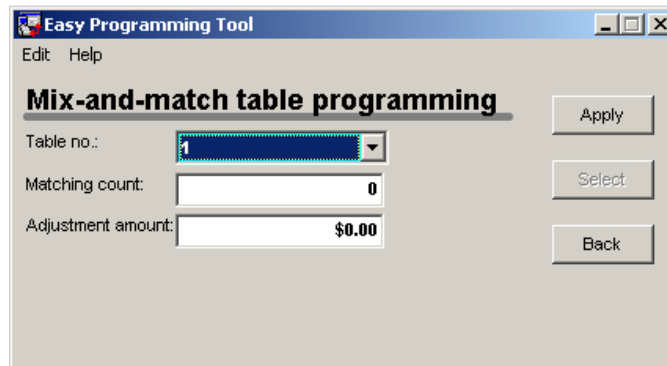 Easy Programming Tool
Edit Help
Mix-and-match table programming
Apply
Table no.: 1
Select
Matching count: 0
Adjustment amount: $0.00
Back